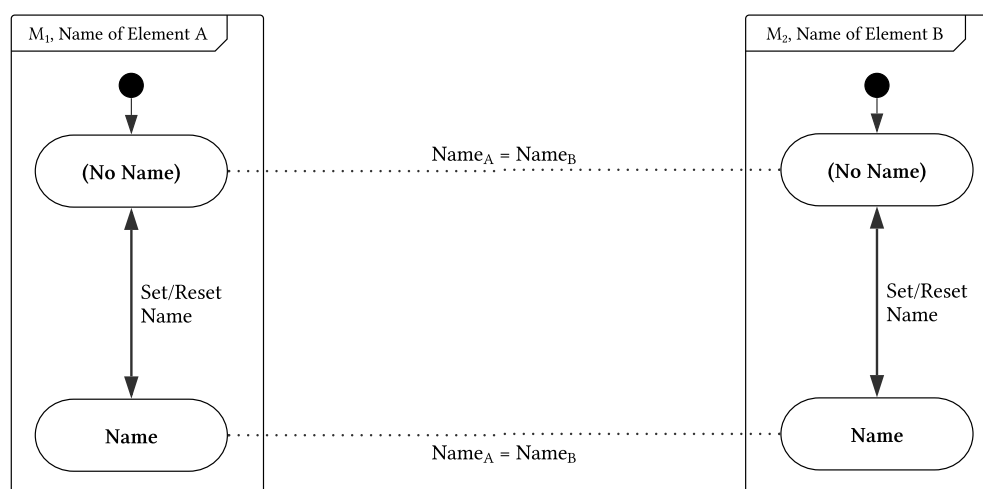 M₁, Name of Element A
M₂, Name of Element B
(No Name)
Name_A = Name_B
(No Name)
Set/Reset
Name
Set/Reset
Name
Name
Name_A = Name_B
Name